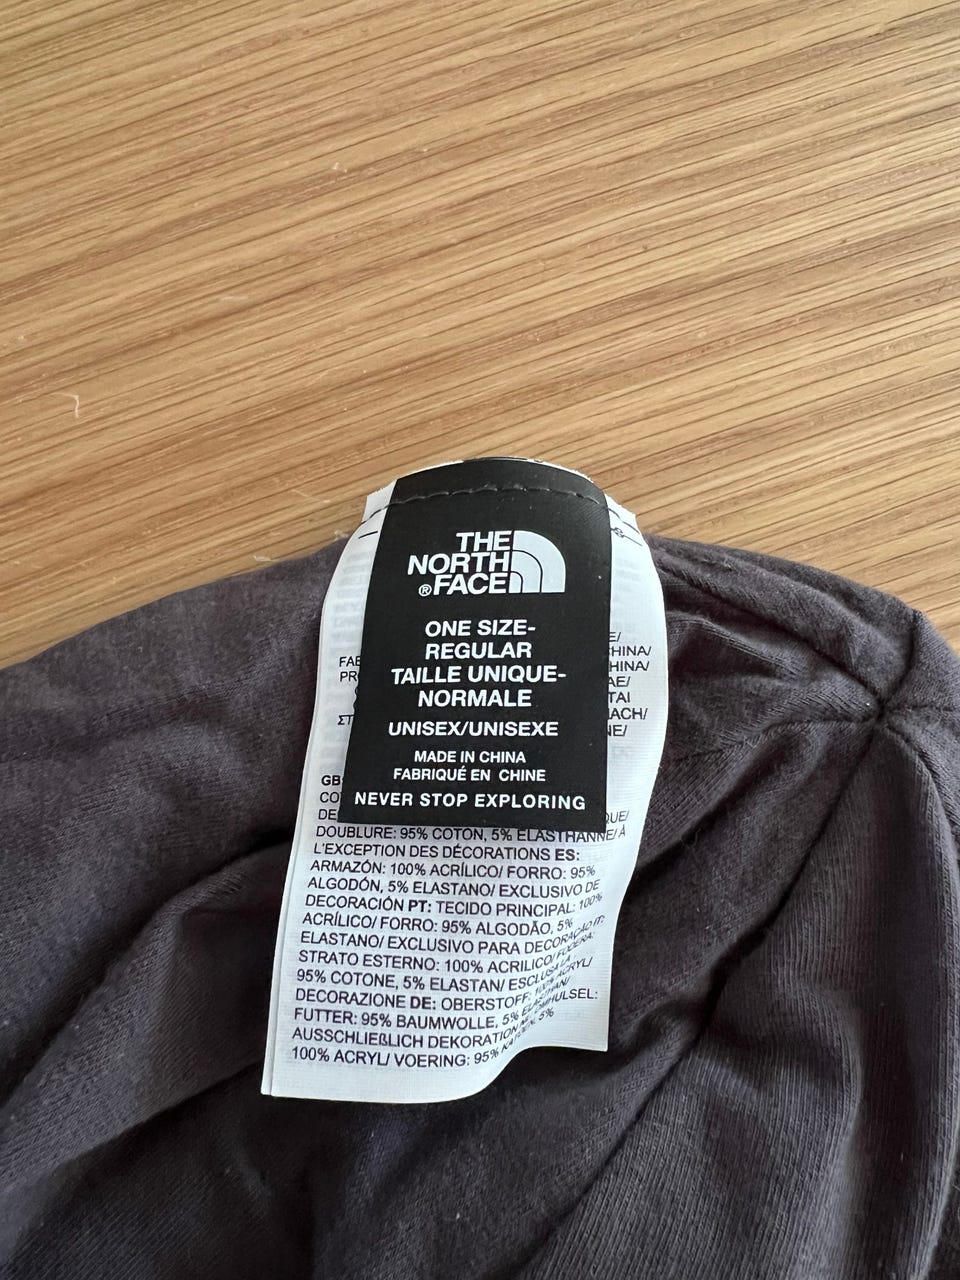 THE
NORTH
®FACE
ONE SIZE-
REGULAR
TAILLE UNIQUE-
NORMALE
UNISEX/UNISEXE
MADE IN CHINA
FABRIQUÉ EN CHINE
NEVER STOP EXPLORING
DOUBLURE: 95% COTON, 5% ELASTHANNE/ À
L'EXCEPTION DES DÉCORATIONS ES:
ARMAZÓN: 100% ACRÍLICO/ FORRO: 95%
ALGODÓN, 5% ELASTANO/ EXCLUSIVO DE
DECORACIÓN PT: TECIDO PRINCIPAL: 100%
ACRÍLICO/ FORRO: 95% ALGODÃO, 5%
ELASTANO/ EXCLUSIVO PARA DECORAÇÃO IT:
STRATO ESTERNO: 100% ACRILICO/ FODERA:
95% COTONE, 5% ELASTAN/ ESCLUSA LA
DECORAZIONE DE: OBERSTOFF: 100% ACRYL/
FUTTER: 95% BAUMWOLLE, 5% ELASTHAN/
AUSSCHLIEßLICH DEKORATION
100% ACRYL/ VOERING: 95% KATOEN, 5%